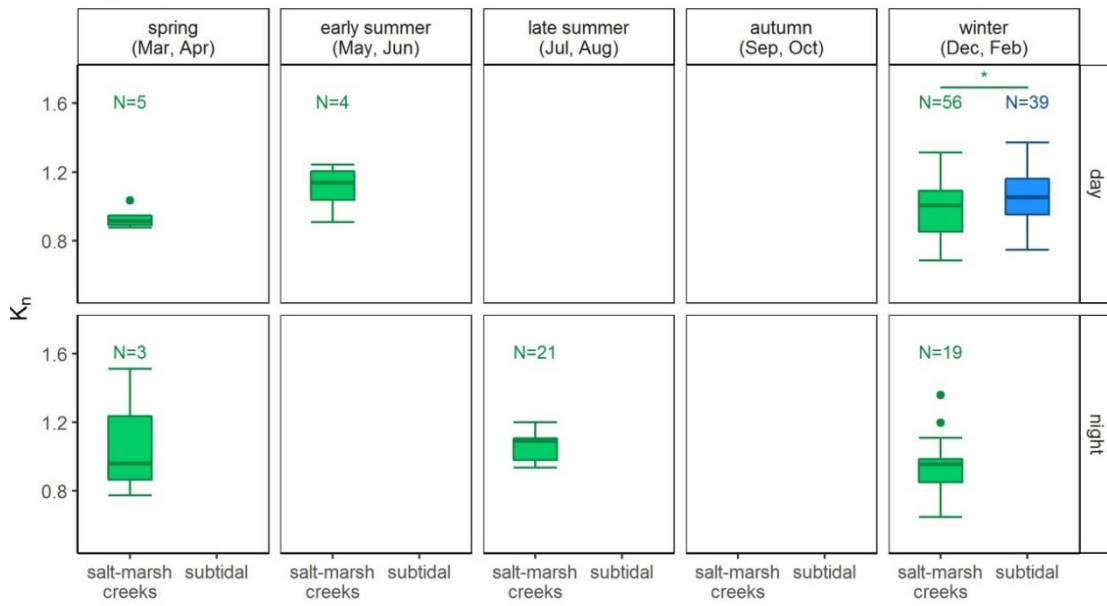 spring
(Mar, Apr)
early summer
(May, Jun)
late summer
(Jul, Aug)
autumn
(Sep, Oct)
winter
(Dec, Feb)
N=5
N=4
*
N=56 N=39
1.6
1.2
0.8
day
Kn
N=3
N=21
N=19
1.6
1.2
0.8
night
salt-marsh
creeks
subtidal
salt-marsh
creeks
subtidal
salt-marsh
creeks
subtidal
salt-marsh
creeks
subtidal
salt-marsh
creeks
subtidal